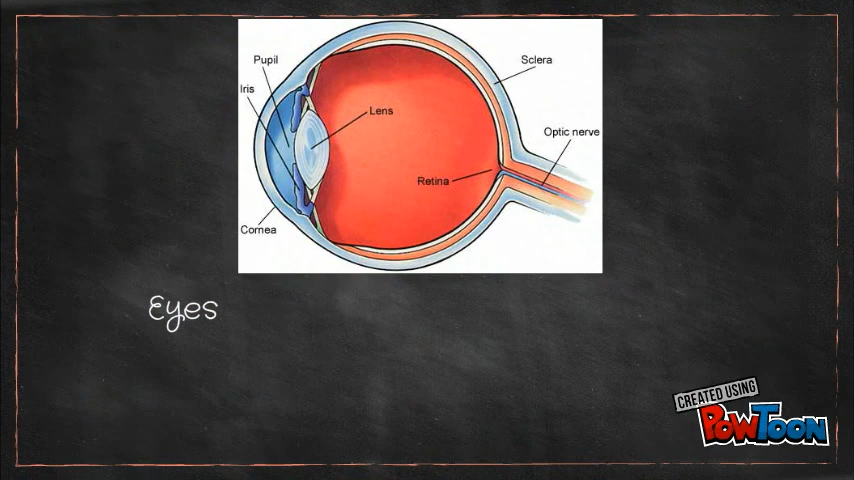 Pupil
Sclera
Iris
Lens
Optic nerve
Retina
Cornea
Eyes
CREATED USING
POWTOON